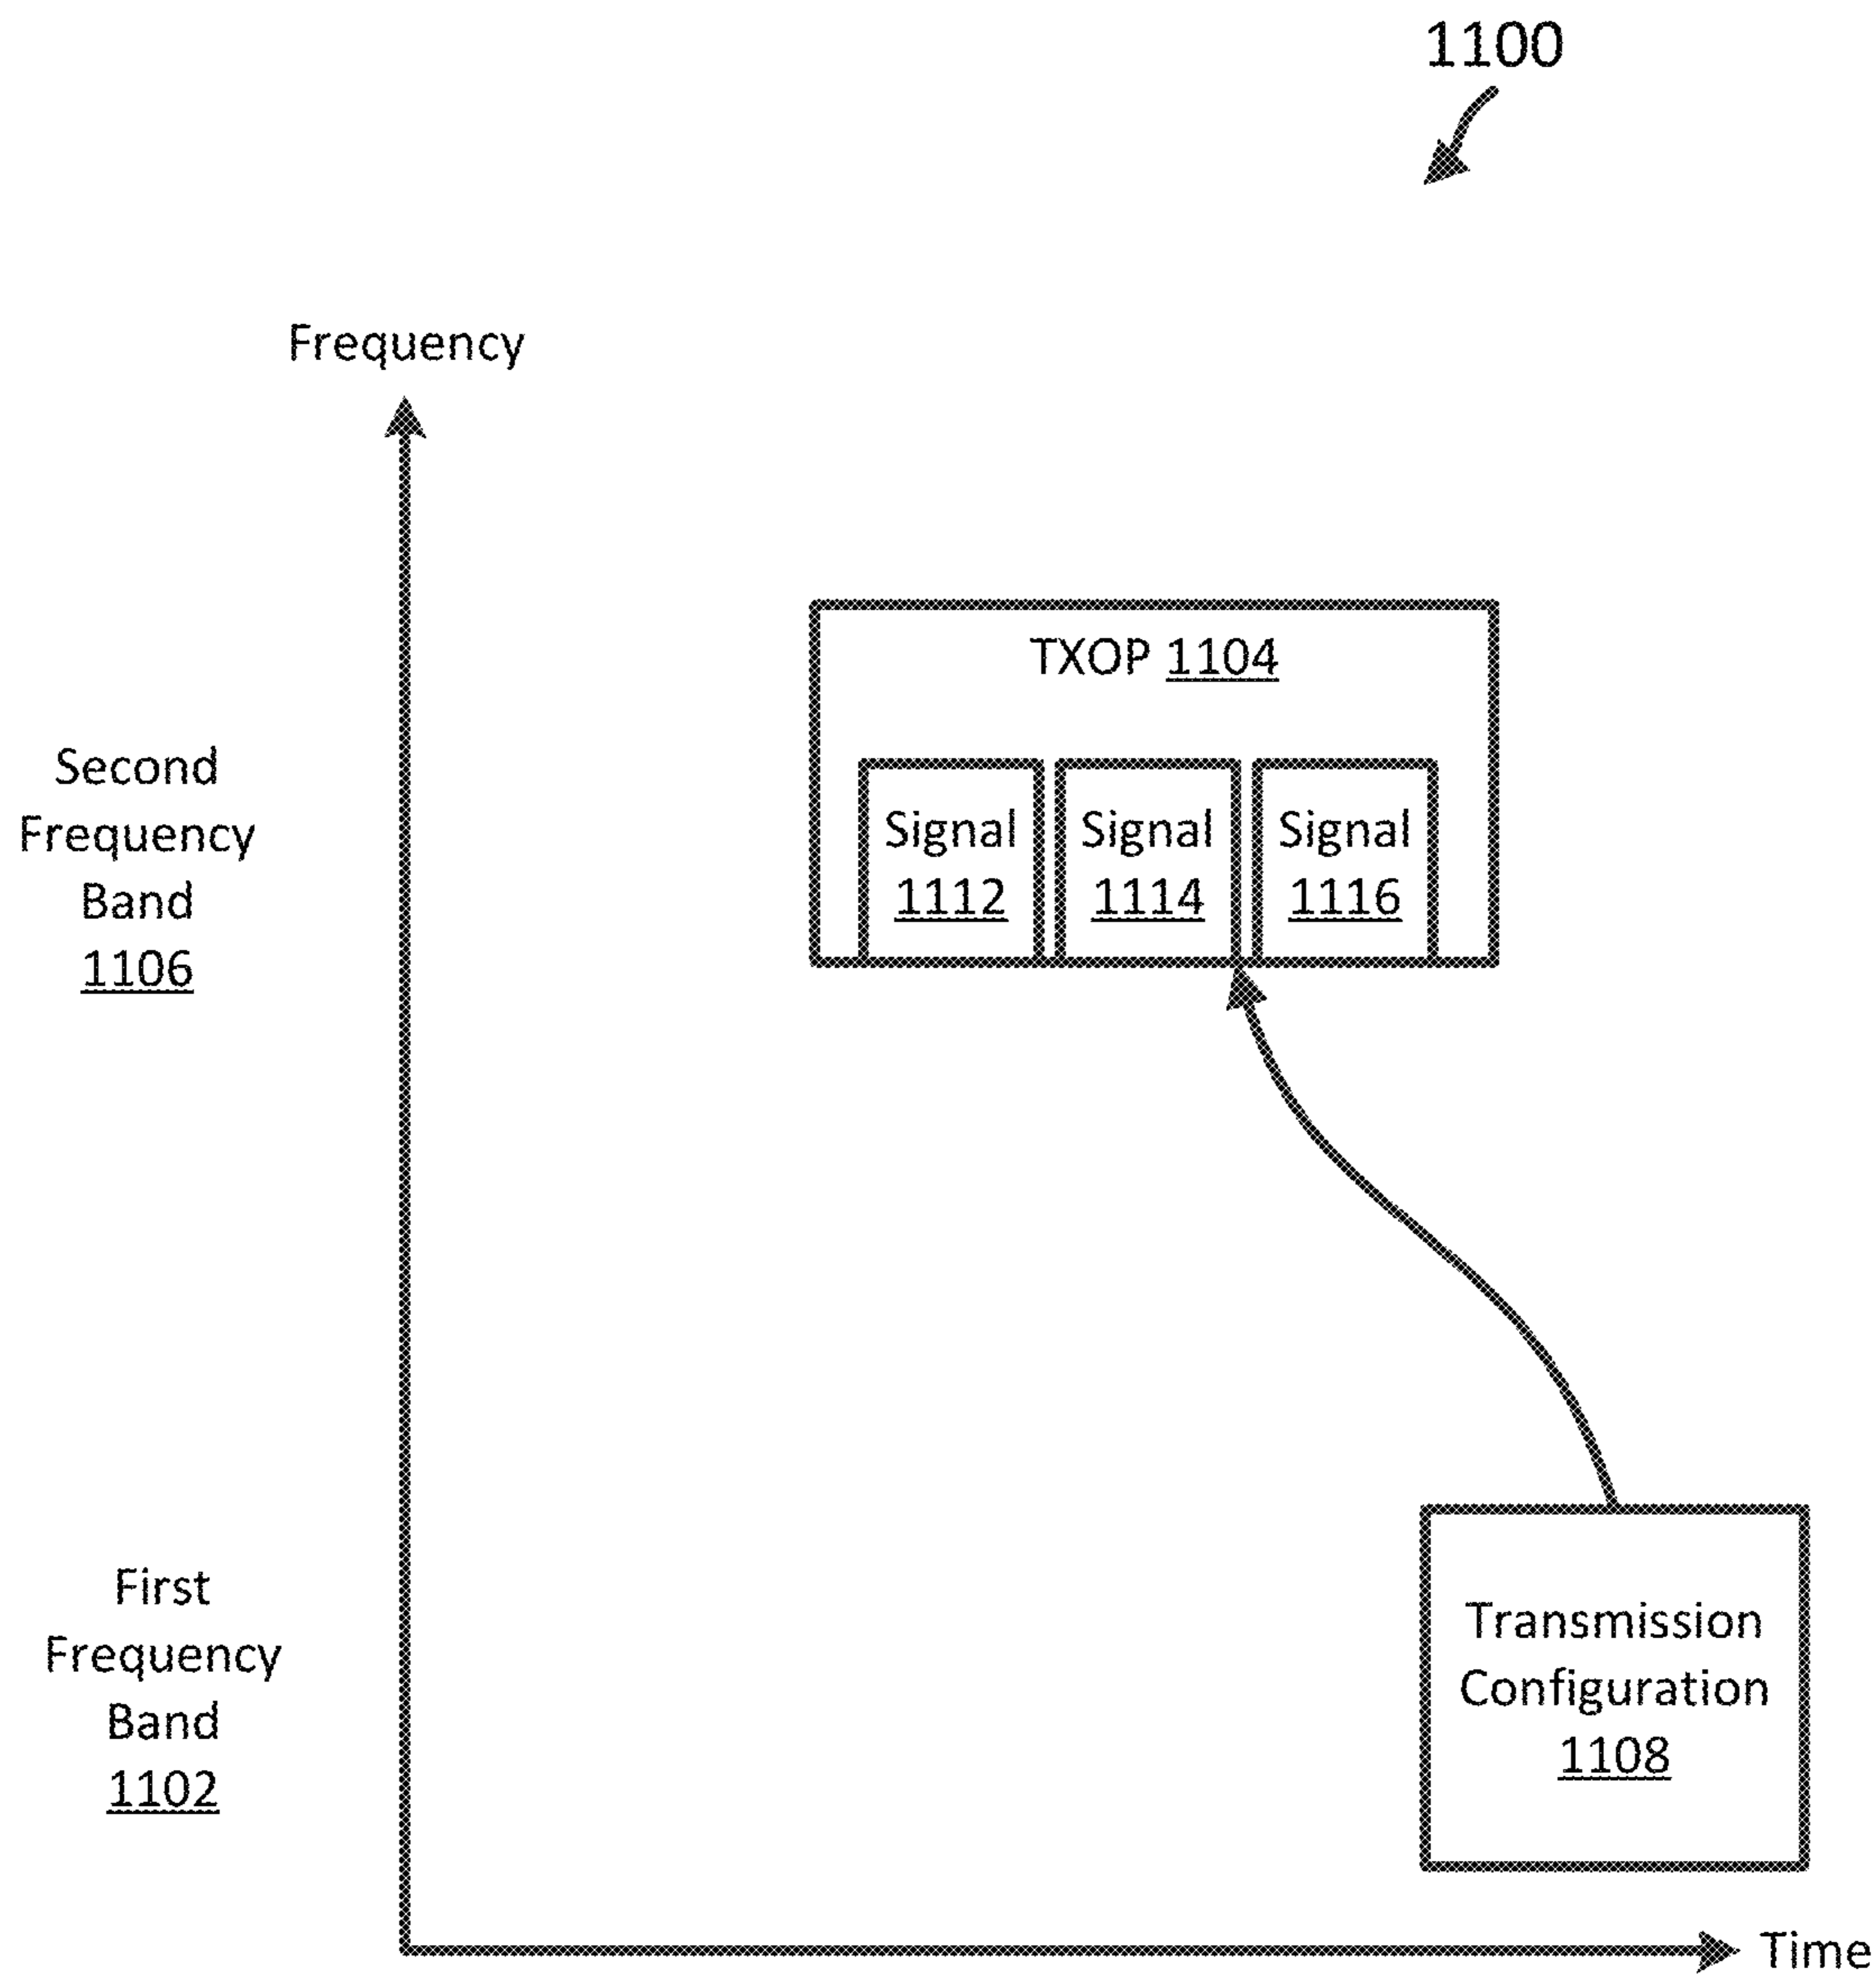 1100
Frequency
TXOP 1104
Second
Frequency
Band
1106
Signal
1112
Signal
1114
Signal
1116
First
Frequency
Band
1102
Transmission
Configuration
1108
Time